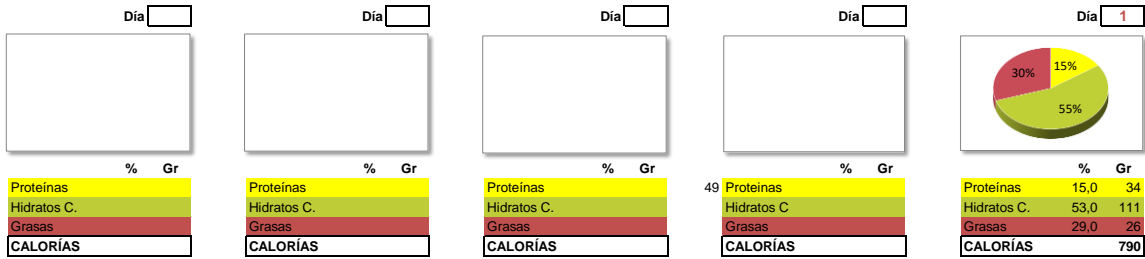 Día Día Día Día Día 1
30% 15%
55%
% Gr % Gr % Gr % Gr % Gr
Proteínas Proteínas Proteínas 49 Proteinas Proteínas 15,0 34
Hidratos C. Hidratos C. Hidratos C. Hidratos C Hidratos C. 53,0 111
Grasas Grasas Grasas Grasas Grasas 29,0 26
CALORÍAS CALORÍAS CALORÍAS CALORÍAS CALORÍAS 790